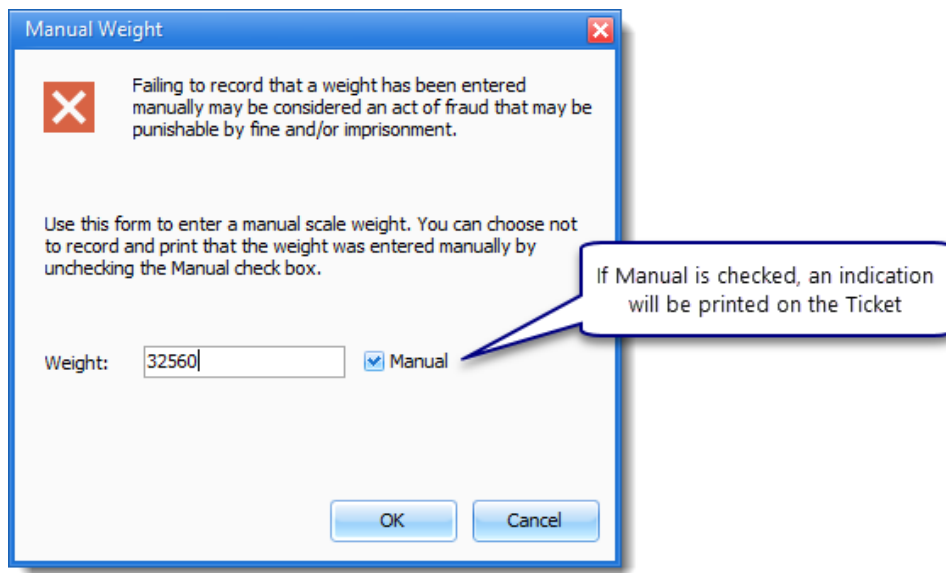 Manual Weight
Failing to record that a weight has been entered
manually may be considered an act of fraud that may be
punishable by fine and/or imprisonment.
Use this form to enter a manual scale weight. You can choose not
to record and print that the weight was entered manually by
unchecking the Manual check box.
If Manual is checked, an indication
will be printed on the Ticket
Weight: 32560 Manual
OK Cancel